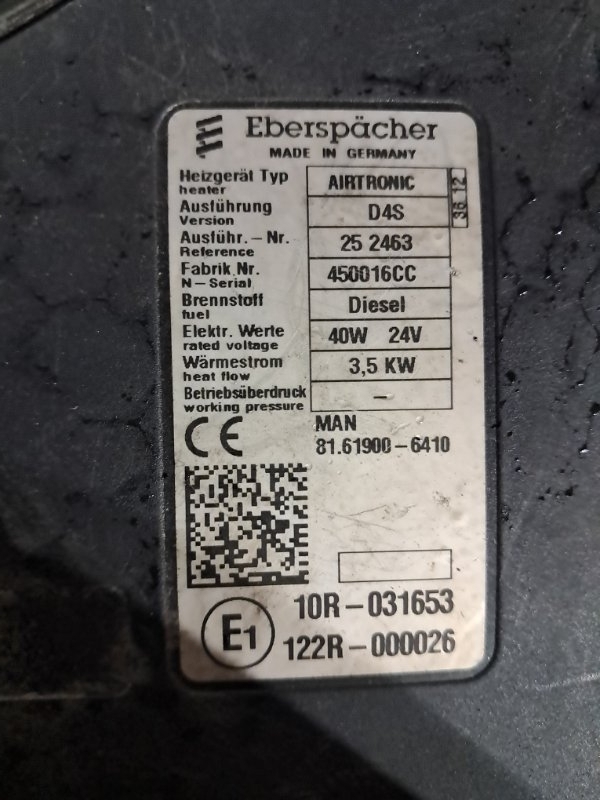 Eberspächer
MADE IN GERMANY
Heizgerät Typ AIRTRONIC
heater
36 12
Ausführung D4S
Version
Ausführ. - Nr. 25 2463
Reference
Fabrik Nr. 450016CC
N - Serial
Brennstoff Diesel
fuel
Elektr. Werte 40W 24V
rated voltage
Wärmestrom 3,5 KW
heat flow
Betriebsüberdruck -
working pressure
CE
MAN
81.61900 - 6410
E1
10R - 031653
122R - 000026